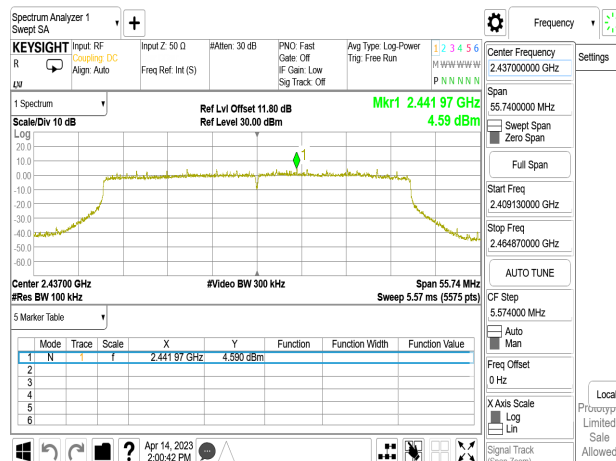 Spectrum Analyzer 1
Swept SA
+
Frequency
KEYSIGHT
R
LXI
Input: RF
Coupling: DC
Align: Auto
Input Z: 50 Ω
Freq Ref: Int (S)
#Atten: 30 dB
PNO: Fast
Gate: Off
IF Gain: Low
Sig Track: Off
Avg Type: Log-Power
Trig: Free Run
1 2 3 4 5 6
M W W W W W
P N N N N N
1 Spectrum
Scale/Div 10 dB
Ref Lvl Offset 11.80 dB
Ref Level 30.00 dBm
Mkr1 2.441 97 GHz
4.59 dBm
Log
20.0
10.0
0.00
-10.0
-20.0
-30.0
-40.0
-50.0
-60.0
1
Center 2.43700 GHz
#Res BW 100 kHz
#Video BW 300 kHz
Span 55.74 MHz
Sweep 5.57 ms (5575 pts)
5 Marker Table
Mode Trace Scale X Y Function Function Width Function Value
1 N 1 f 2.441 97 GHz 4.590 dBm
2
3
4
5
6
?
Apr 14, 2023
2:00:42 PM
Center Frequency
2.437000000 GHz
Settings
Span
55.7400000 MHz
Swept Span
Zero Span
Full Span
Start Freq
2.409130000 GHz
Stop Freq
2.464870000 GHz
AUTO TUNE
CF Step
5.574000 MHz
Auto
Man
Freq Offset
0 Hz
X Axis Scale
Log
Lin
Signal Track
(Span Zoom)
Local
Prototype
Limited
Sale
Allowed